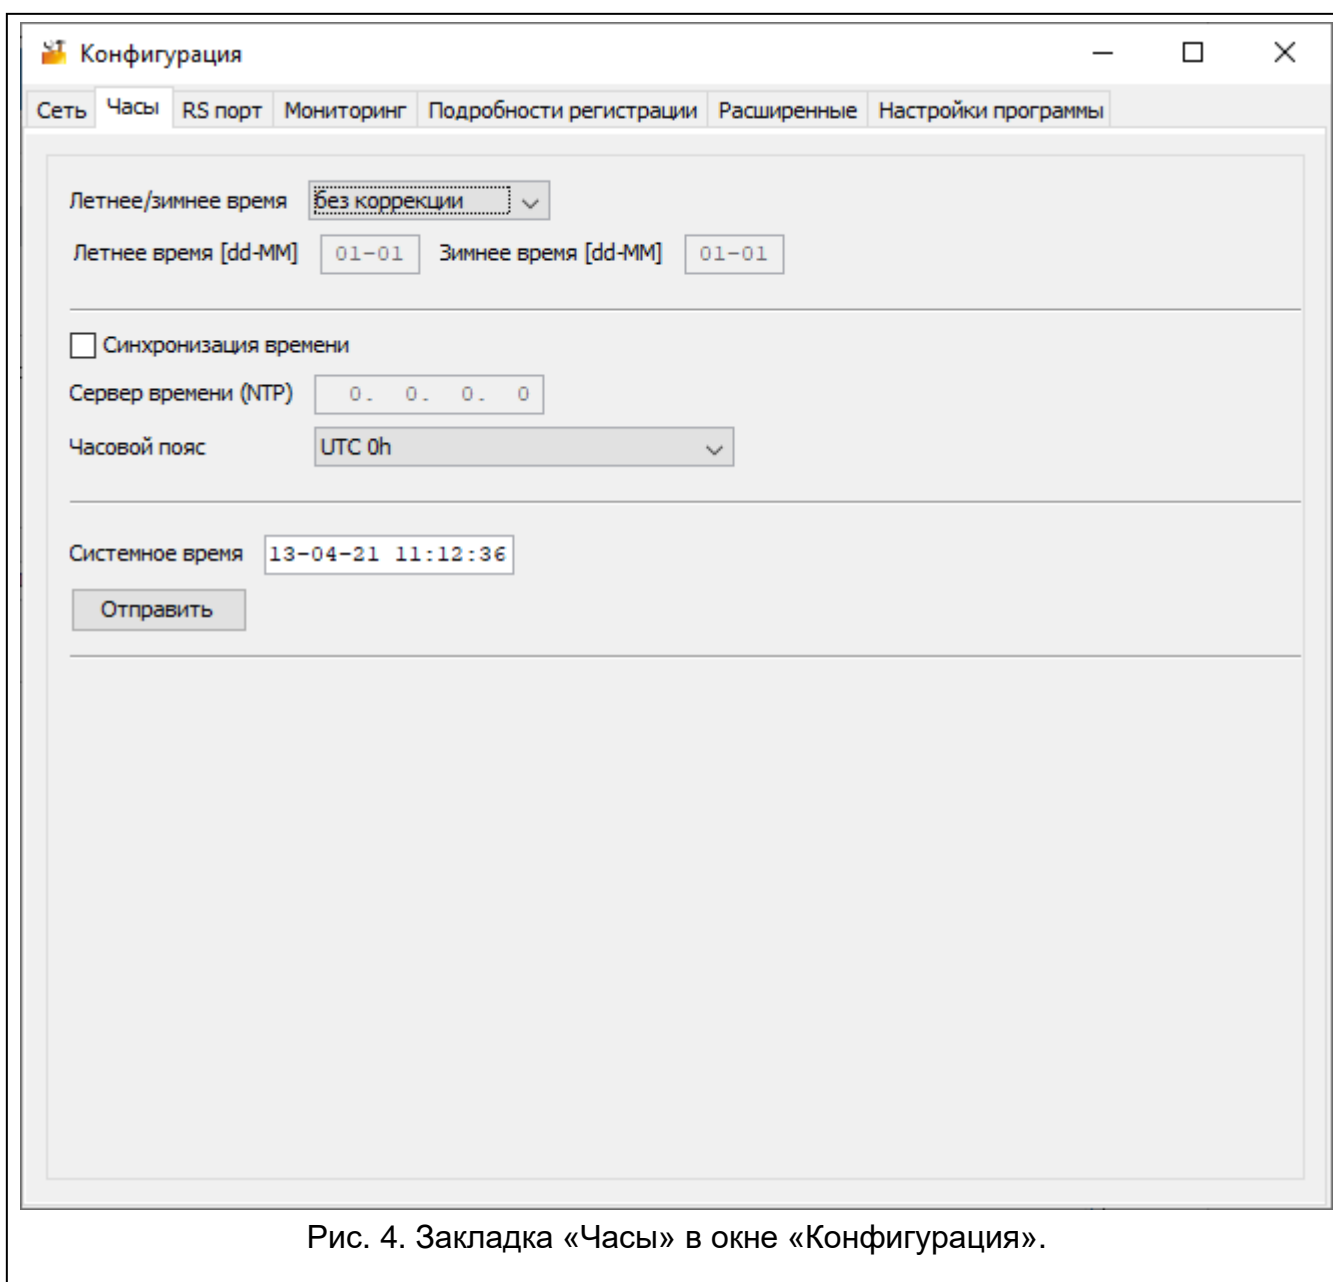 Конфигурация
Сеть Часы RS порт Мониторинг Подробности регистрации Расширенные Настройки программы
Летнее/зимнее время без коррекции
Летнее время [dd-MM] 01-01 Зимнее время [dd-MM] 01-01
Синхронизация времени
Сервер времени (NTP) 0. 0. 0. 0
Часовой пояс UTC 0h
Системное время 13-04-21 11:12:36
Отправить
Рис. 4. Закладка «Часы» в окне «Конфигурация».